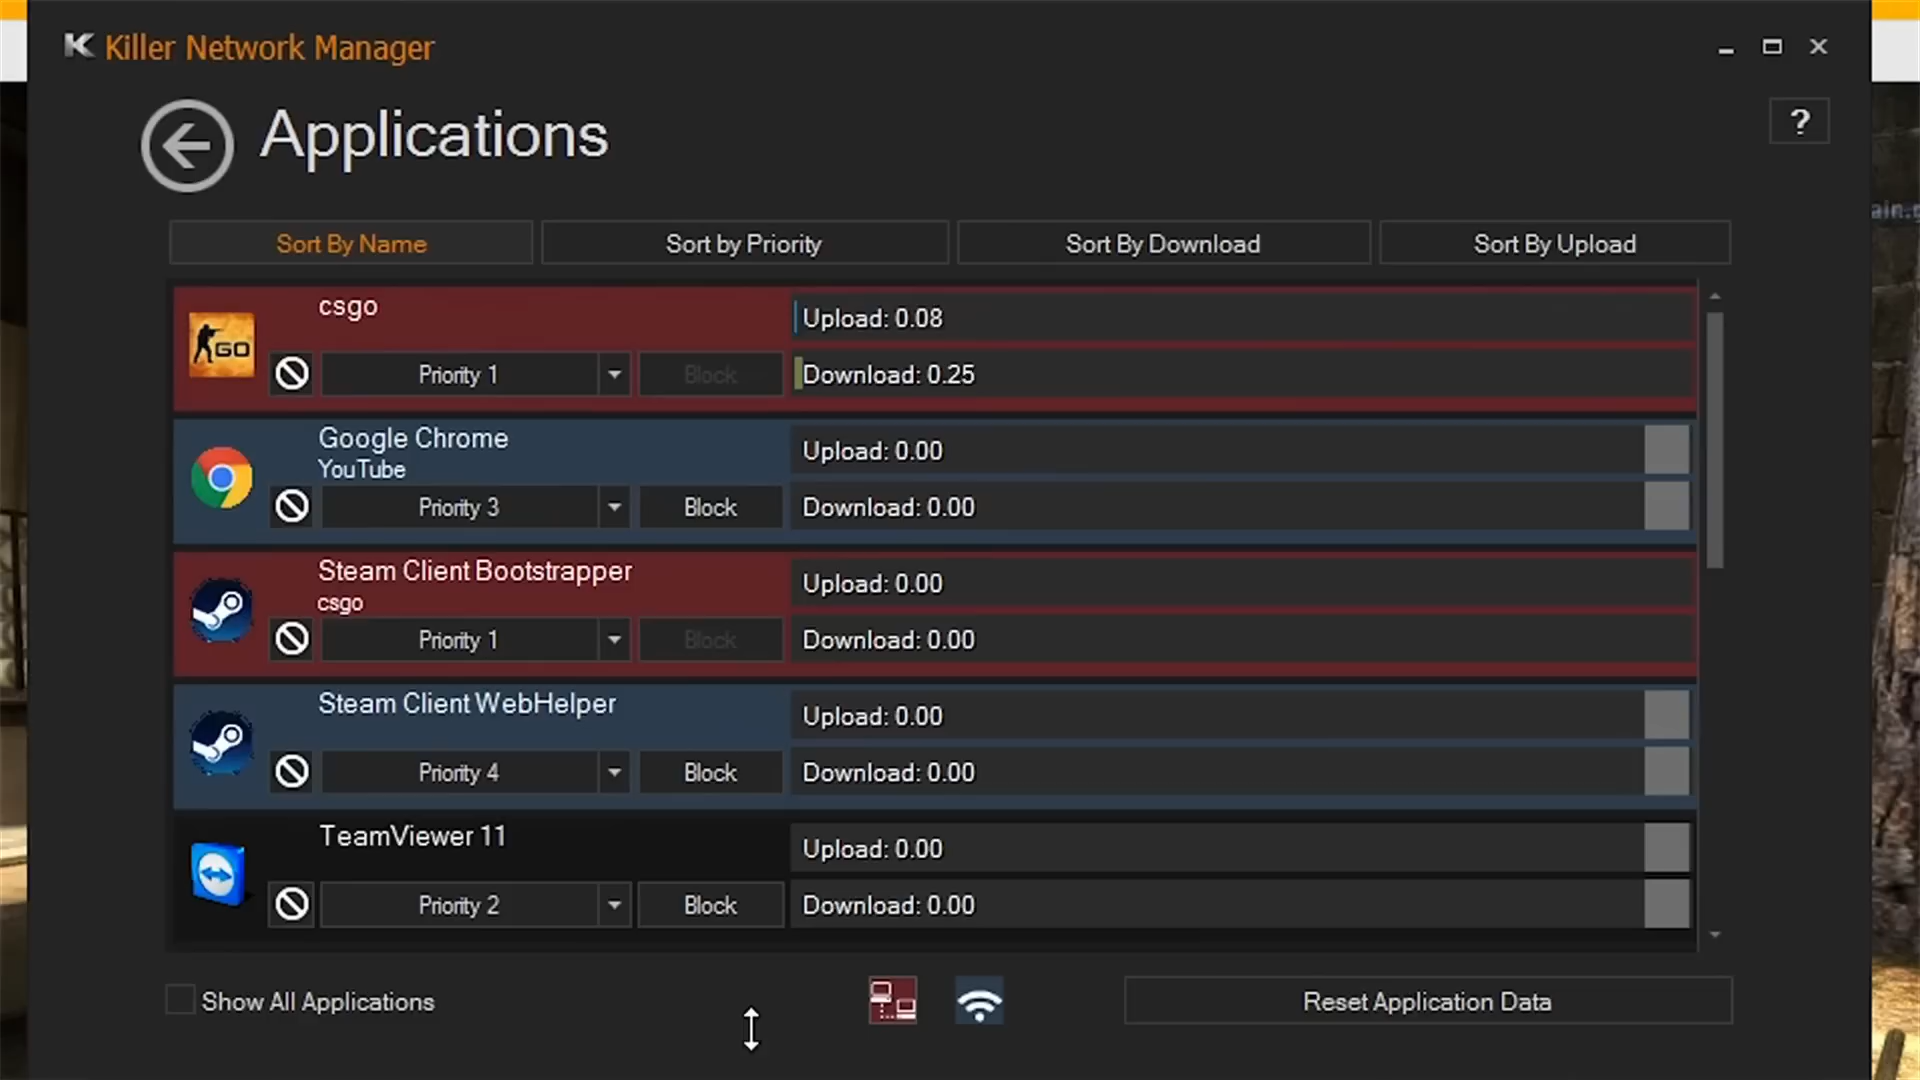 K Killer Network Manager
Applications
?
Sort By Name
Sort by Priority
Sort By Download
Sort By Upload
GO
csgo
Priority 1
Block
Upload: 0.08
Download: 0.25
Google Chrome
YouTube
Priority 3
Block
Upload: 0.00
Download: 0.00
Steam Client Bootstrapper
csgo
Priority 1
Block
Upload: 0.00
Download: 0.00
Steam Client WebHelper
Priority 4
Block
Upload: 0.00
Download: 0.00
TeamViewer 11
Priority 2
Block
Upload: 0.00
Download: 0.00
Show All Applications
Reset Application Data